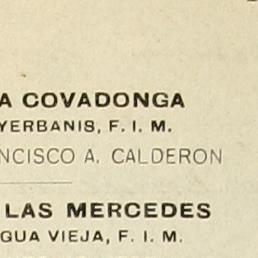 A COVADONGA
YERBANIS, F. I. M.
NCISCO A. CALDERON
LAS MERCEDES
GUA VIEJA, F. I. M.